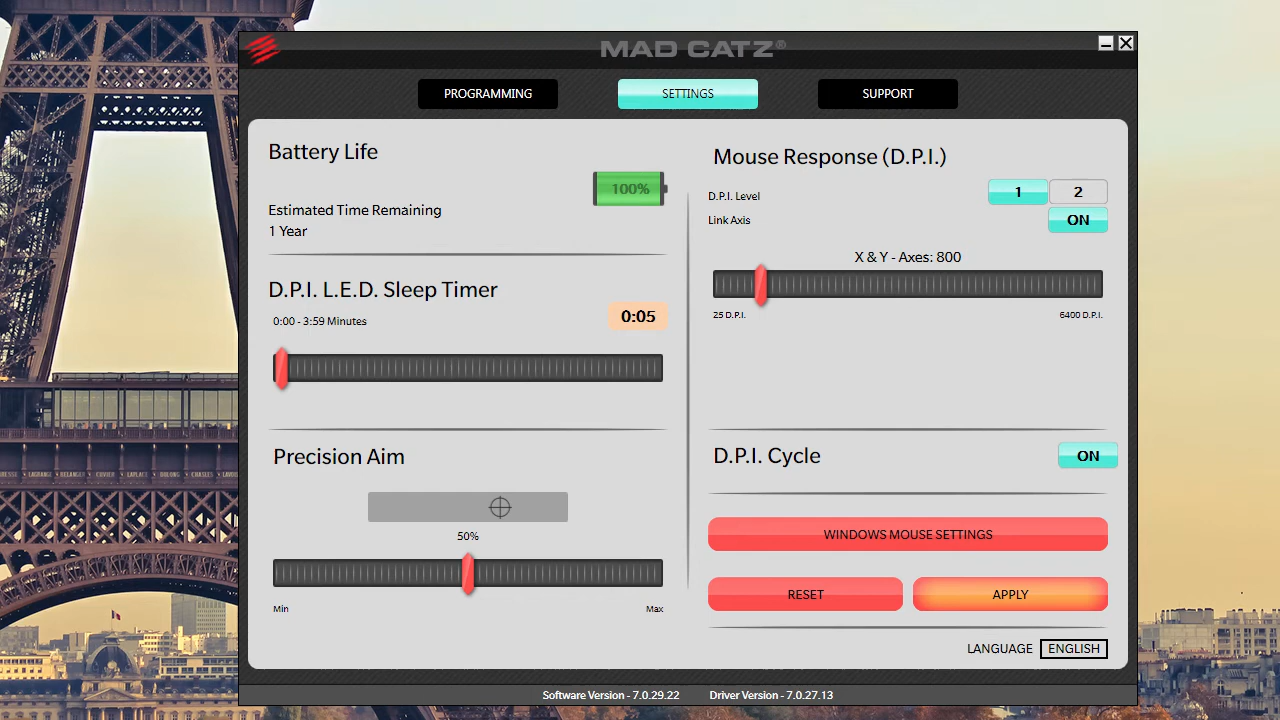 MAD CATZ®
PROGRAMMING
SETTINGS
SUPPORT
Battery Life
100%
Estimated Time Remaining
1 Year
D.P.I. L.E.D. Sleep Timer
0:00 - 3:59 Minutes
0:05
Precision Aim
50%
Min
Max
Mouse Response (D.P.I.)
D.P.I. Level
1
2
Link Axis
ON
X & Y - Axes: 800
25 D.P.I.
6400 D.P.I.
D.P.I. Cycle
ON
WINDOWS MOUSE SETTINGS
RESET
APPLY
LANGUAGE
ENGLISH
Software Version - 7.0.29.22
Driver Version - 7.0.27.13